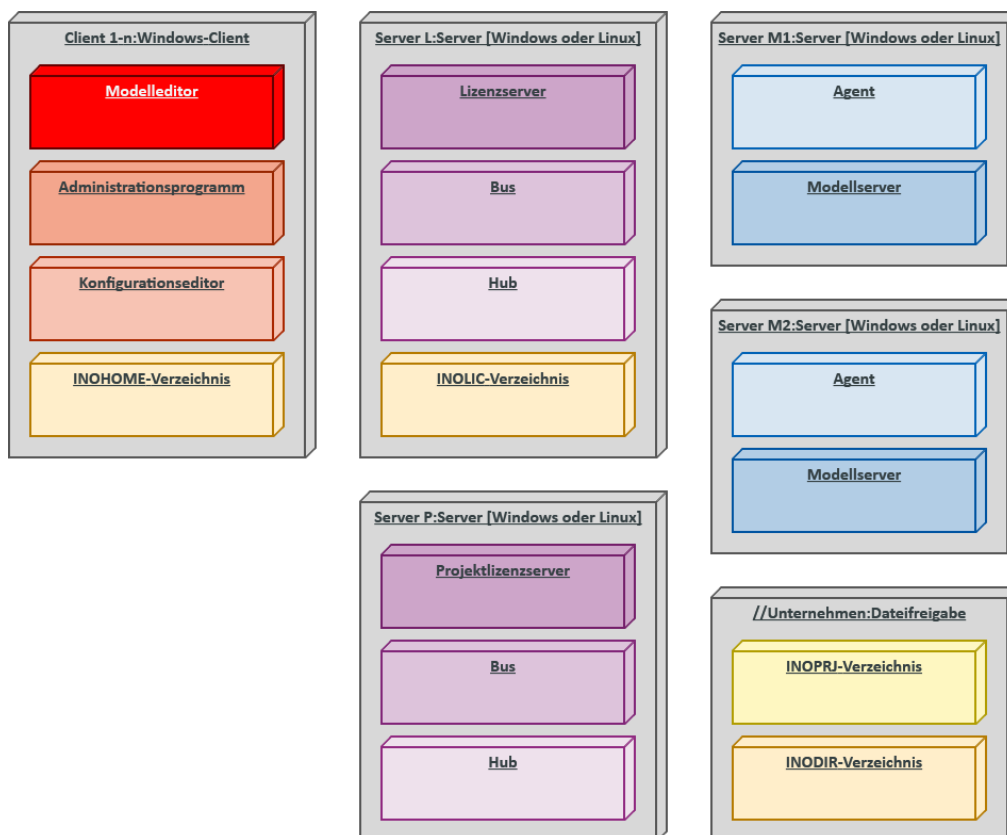 Client 1-n:Windows-Client
Modelleditor
Administrationsprogramm
Konfigurationseditor
INOHOME-Verzeichnis
Server L:Server [Windows oder Linux]
Lizenzserver
Bus
Hub
INOLIC-Verzeichnis
Server P:Server [Windows oder Linux]
Projektlizenzserver
Bus
Hub
Server M1:Server [Windows oder Linux]
Agent
Modellserver
Server M2:Server [Windows oder Linux]
Agent
Modellserver
//Unternehmen:Dateifreigabe
INOPRJ-Verzeichnis
INODIR-Verzeichnis